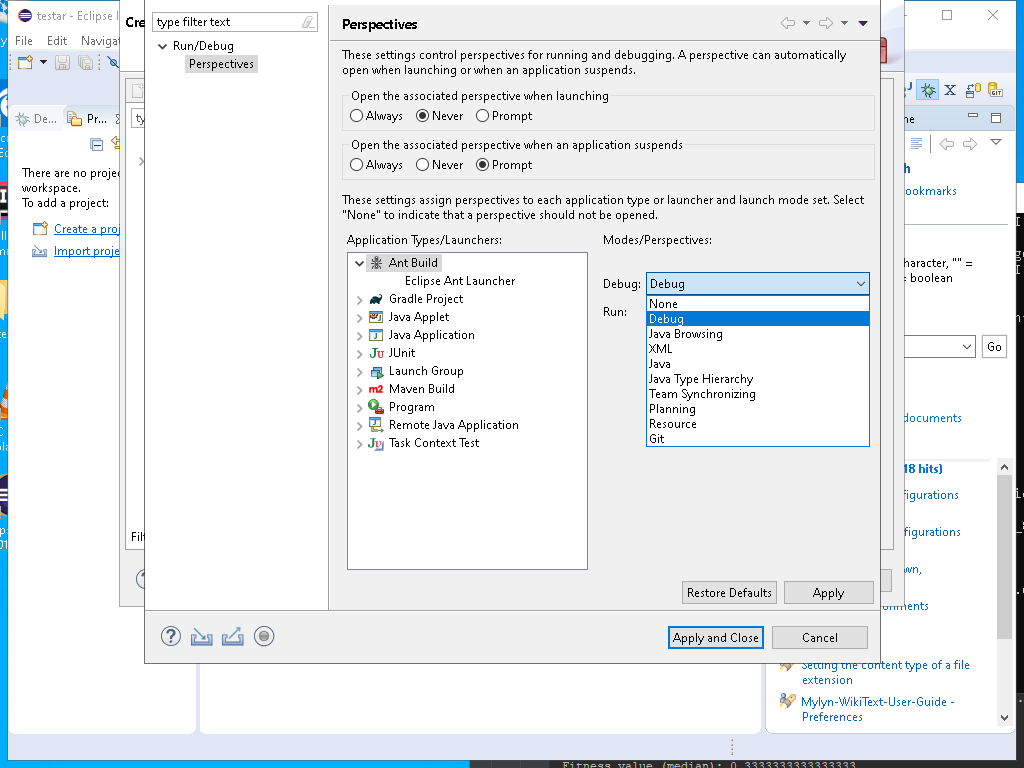 testar - Eclipse I
File Edit Naviga
Cre
De...
Pr...
There are no proje
workspace.
To add a project:
Create a proj
Import proje
type filter text
Run/Debug
Perspectives
Perspectives
These settings control perspectives for running and debugging. A perspective can automatically
open when launching or when an application suspends.
Open the associated perspective when launching
Always Never Prompt
Open the associated perspective when an application suspends
Always Never Prompt
These settings assign perspectives to each application type or launcher and launch mode set. Select
"None" to indicate that a perspective should not be opened.
Application Types/Launchers:
Ant Build
Eclipse Ant Launcher
Gradle Project
Java Applet
Java Application
JUnit
Launch Group
Maven Build
Program
Remote Java Application
Task Context Test
Modes/Perspectives:
Debug: Debug
Run:
None
Debug
Java Browsing
XML
Java
Java Type Hierarchy
Team Synchronizing
Planning
Resource
Git
Restore Defaults Apply
Apply and Close Cancel
ty
Filt
ne
h
ookmarks
haracter, "" =
= boolean
Go
documents
18 hits)
figurations
figurations
wn,
onments
Setting the content type of a file
extension
Mylyn-WikiText-User-Guide -
Preferences
Fitness value (median): 0.3333333333333333